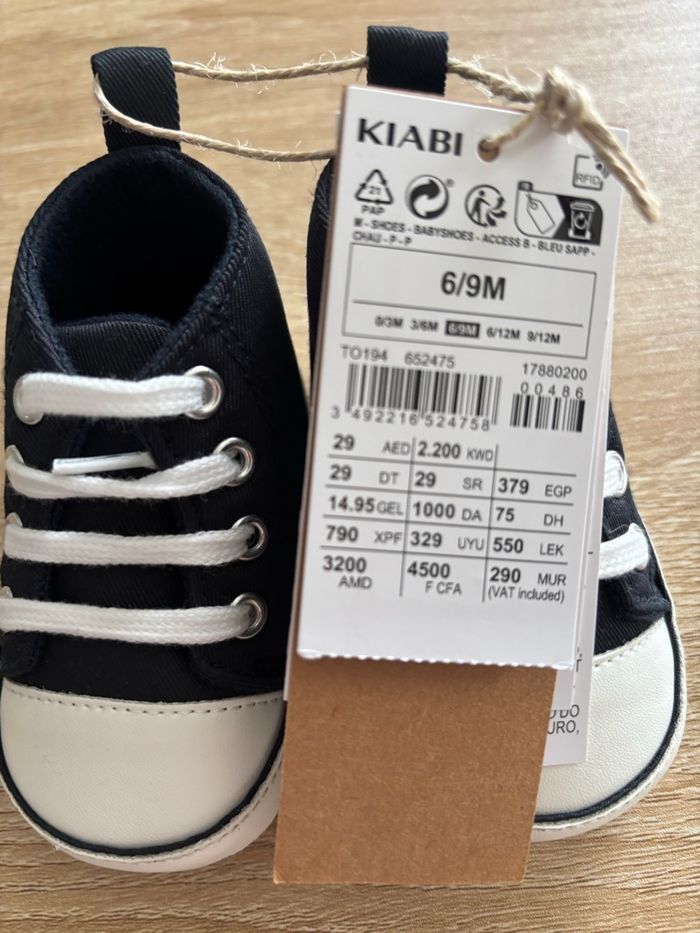 KIABI
RFID
21
PAP
M - SHOES - BABYSHOES - ACCESS B - BLEU SAPP -
CHAU - P - P
6/9M
0/3M 3/6M 6/9M 6/12M 9/12M
TO194 652475
17880200
00486
3 492216 524758
29 AED 2.200 KWD
29 DT 29 SR 379 EGP
14.95 GEL 1000 DA 75 DH
790 XPF 329 UYU 550 LEK
3200 AMD 4500 F CFA 290 MUR
(VAT included)
URO,